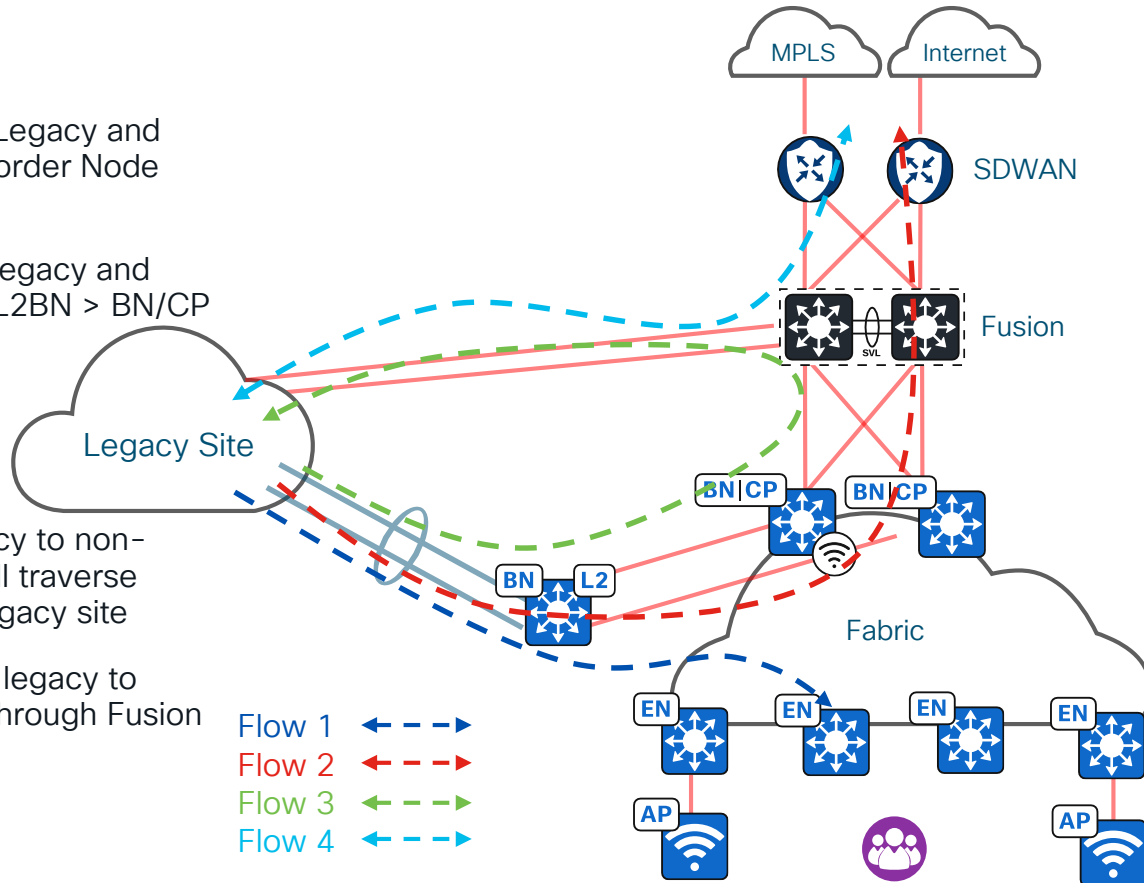 MPLS
Internet
Legacy and
order Node
SDWAN
egacy and
L2BN > BN/CP
Fusion
SVL
Legacy Site
BN|CP
BN|CP
cy to non-
ll traverse
gacy site
BN
L2
Fabric
legacy to
hrough Fusion
EN
EN
EN
EN
Flow 1
Flow 2
Flow 3
Flow 4
AP
AP